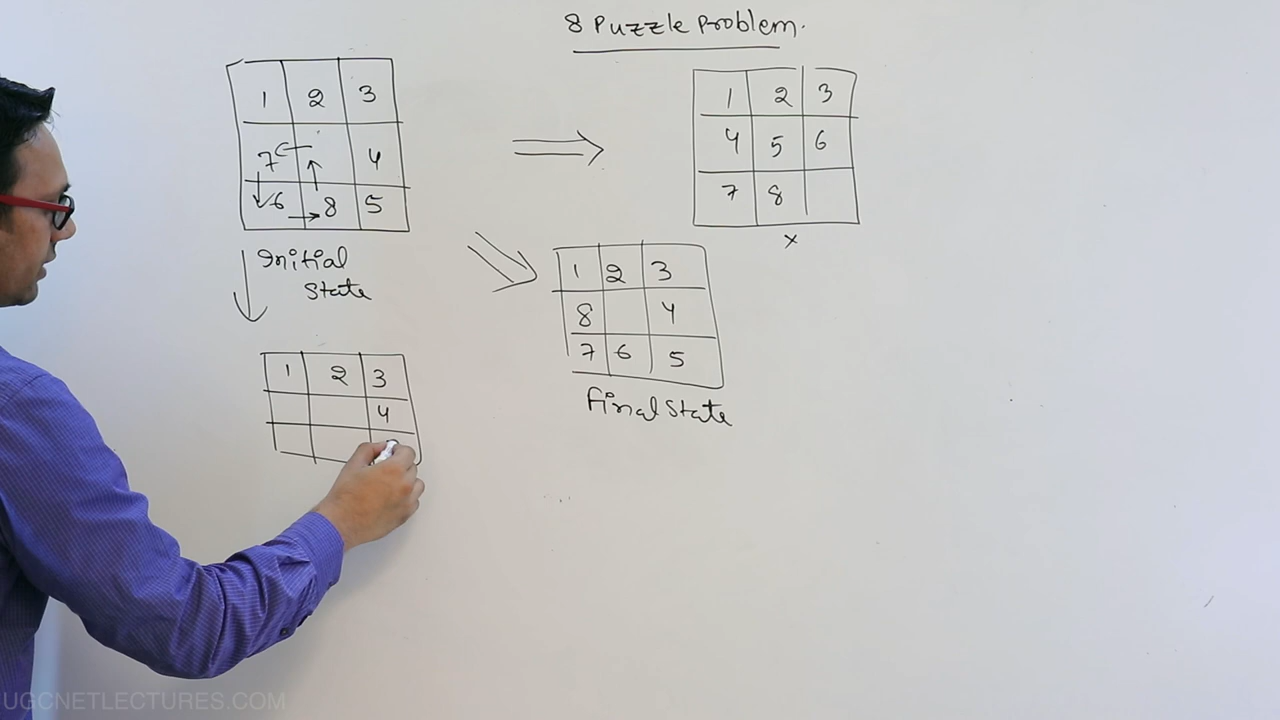 8 Puzzle Problem.
1 2 3
7 4
6 8 5
Initial
State
1 2 3
4 5 6
7 8
x
1 2 3
8 4
7 6 5
Final State
1 2 3
4
UGCNETLECTURES.COM